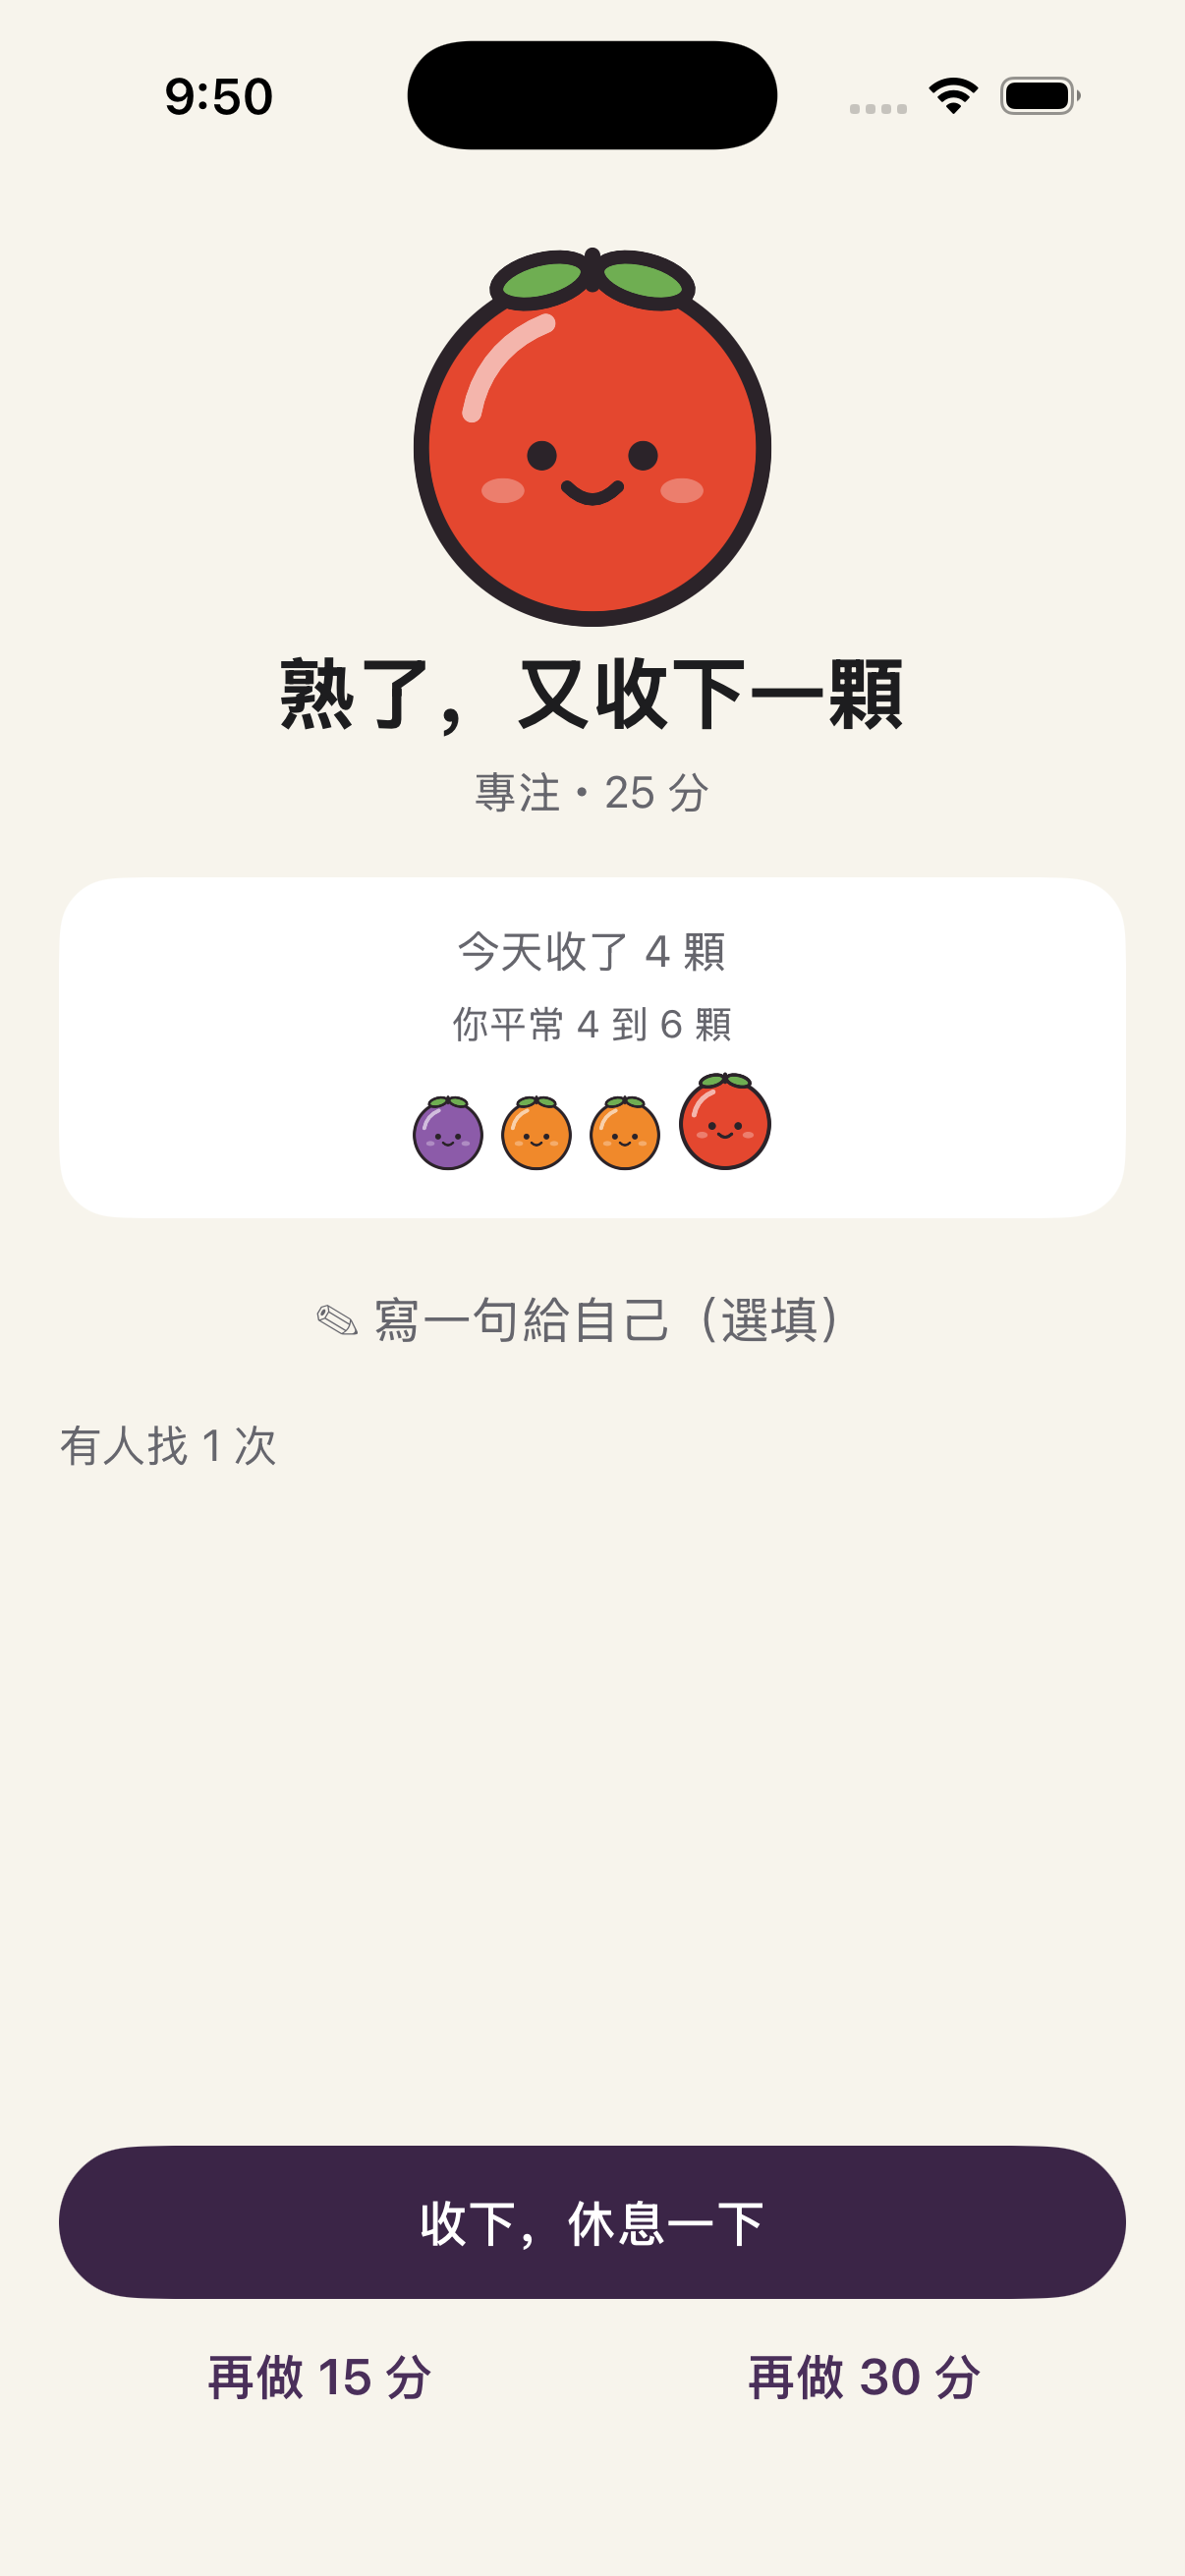 9:50
熟了，又收下一顆
專注・25 分
今天收了 4 顆
你平常 4 到 6 顆
✎ 寫一句給自己（選填）
有人找 1 次
收下，休息一下
再做 15 分
再做 30 分